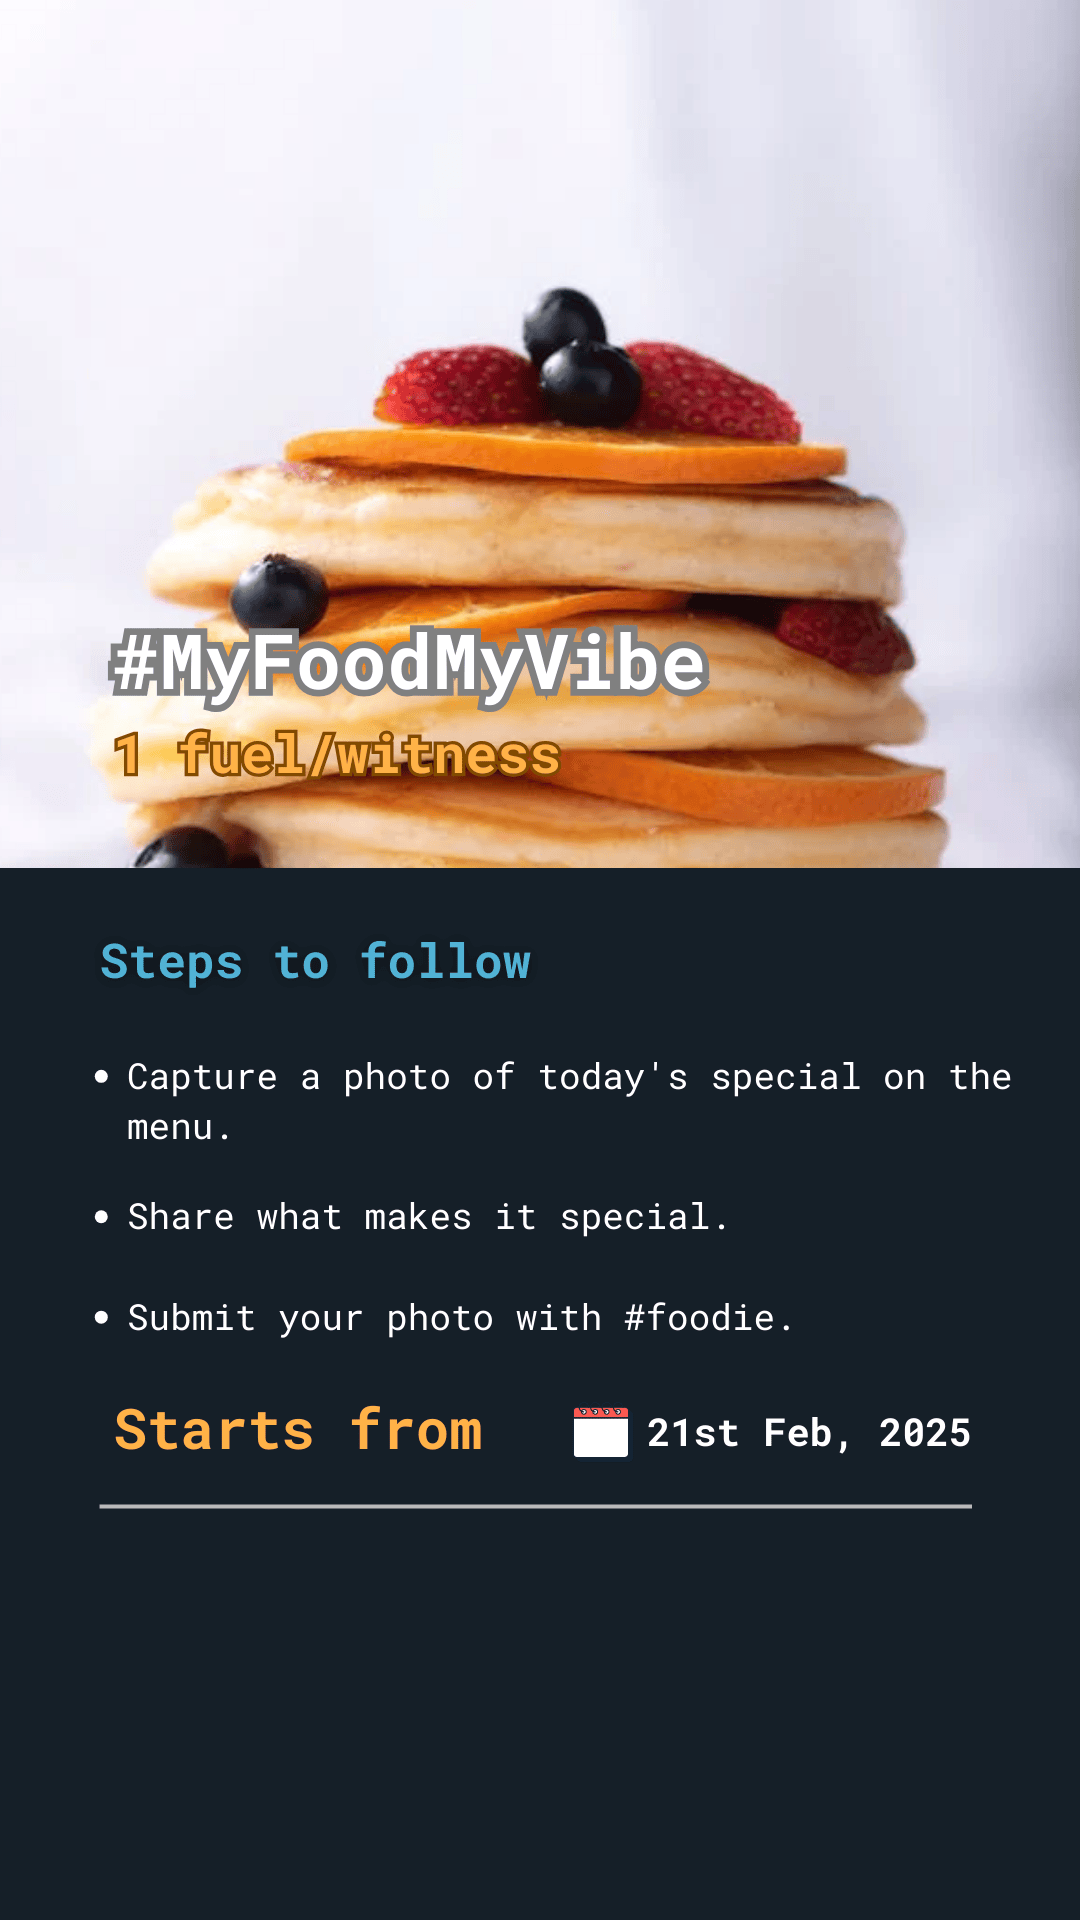 #MyFoodMyVibe
1 fuel/witness
Steps to follow
Capture a photo of today's special on the
menu.
Share what makes it special.
Submit your photo with #foodie.
Starts from
21st Feb, 2025